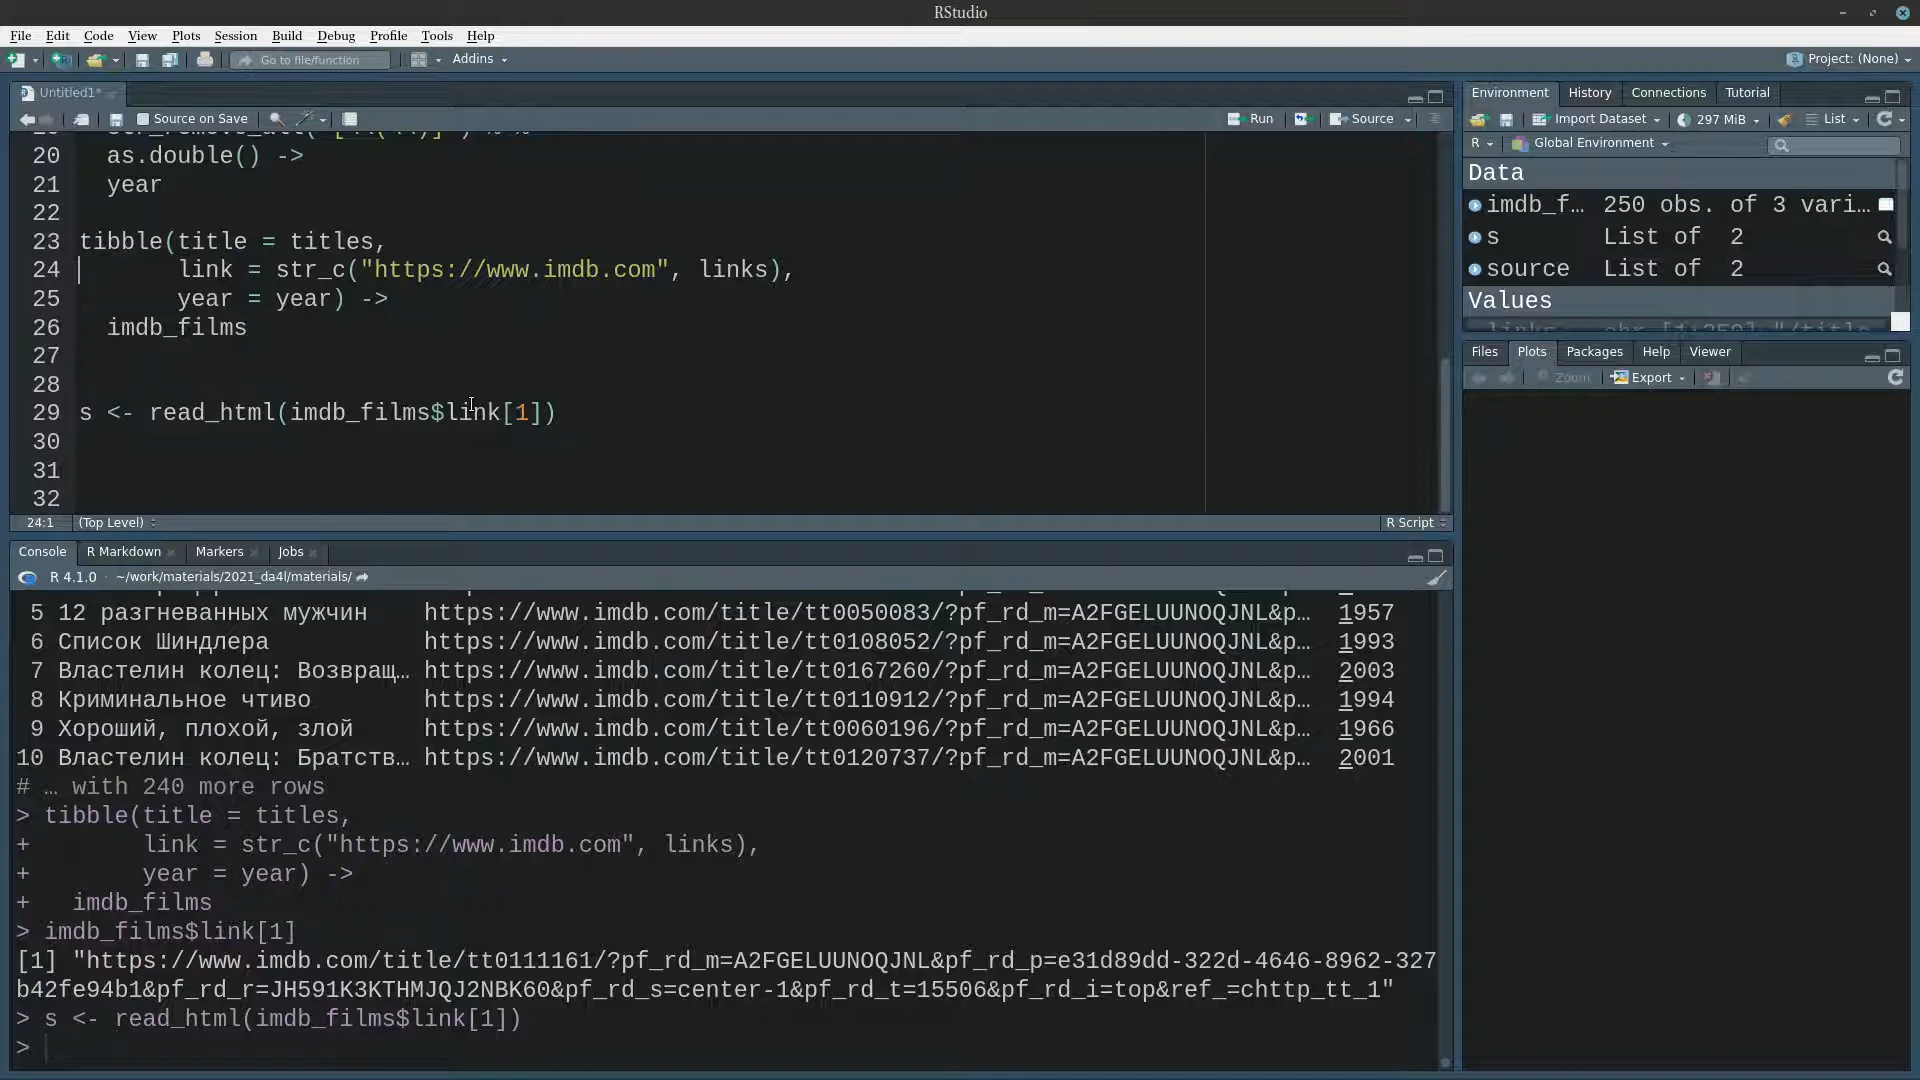 RStudio
File Edit Code View Plots Session Build Debug Profile Tools Help
Go to file/function Addins Project: (None)
Untitled1*
Source on Save Run Source
20 as.double() ->
21 year
22
23 tibble(title = titles,
24 link = str_c("https://www.imdb.com", links),
25 year = year) ->
26 imdb_films
27
28
29 s <- read_html(imdb_films$link[1])
30
31
32
24:1 (Top Level) R Script
Console R Markdown Markers Jobs
R 4.1.0 · ~/work/materials/2021_da4l/materials/
5 12 разгневанных мужчин https://www.imdb.com/title/tt0050083/?pf_rd_m=A2FGELUUNOQJNL&p… 1957
6 Список Шиндлера https://www.imdb.com/title/tt0108052/?pf_rd_m=A2FGELUUNOQJNL&p… 1993
7 Властелин колец: Возвращ… https://www.imdb.com/title/tt0167260/?pf_rd_m=A2FGELUUNOQJNL&p… 2003
8 Криминальное чтиво https://www.imdb.com/title/tt0110912/?pf_rd_m=A2FGELUUNOQJNL&p… 1994
9 Хороший, плохой, злой https://www.imdb.com/title/tt0060196/?pf_rd_m=A2FGELUUNOQJNL&p… 1966
10 Властелин колец: Братств… https://www.imdb.com/title/tt0120737/?pf_rd_m=A2FGELUUNOQJNL&p… 2001
# … with 240 more rows
> tibble(title = titles,
+ link = str_c("https://www.imdb.com", links),
+ year = year) ->
+ imdb_films
> imdb_films$link[1]
[1] "https://www.imdb.com/title/tt0111161/?pf_rd_m=A2FGELUUNOQJNL&pf_rd_p=e31d89dd-322d-4646-8962-327
b42fe94b1&pf_rd_r=JH591K3KTHMJQJ2NBK60&pf_rd_s=center-1&pf_rd_t=15506&pf_rd_i=top&ref_=chttp_tt_1"
> s <- read_html(imdb_films$link[1])
>
Environment History Connections Tutorial
Import Dataset 297 MiB List
R Global Environment
Data
imdb_f… 250 obs. of 3 vari…
s List of 2
source List of 2
Values
Files Plots Packages Help Viewer
Zoom Export